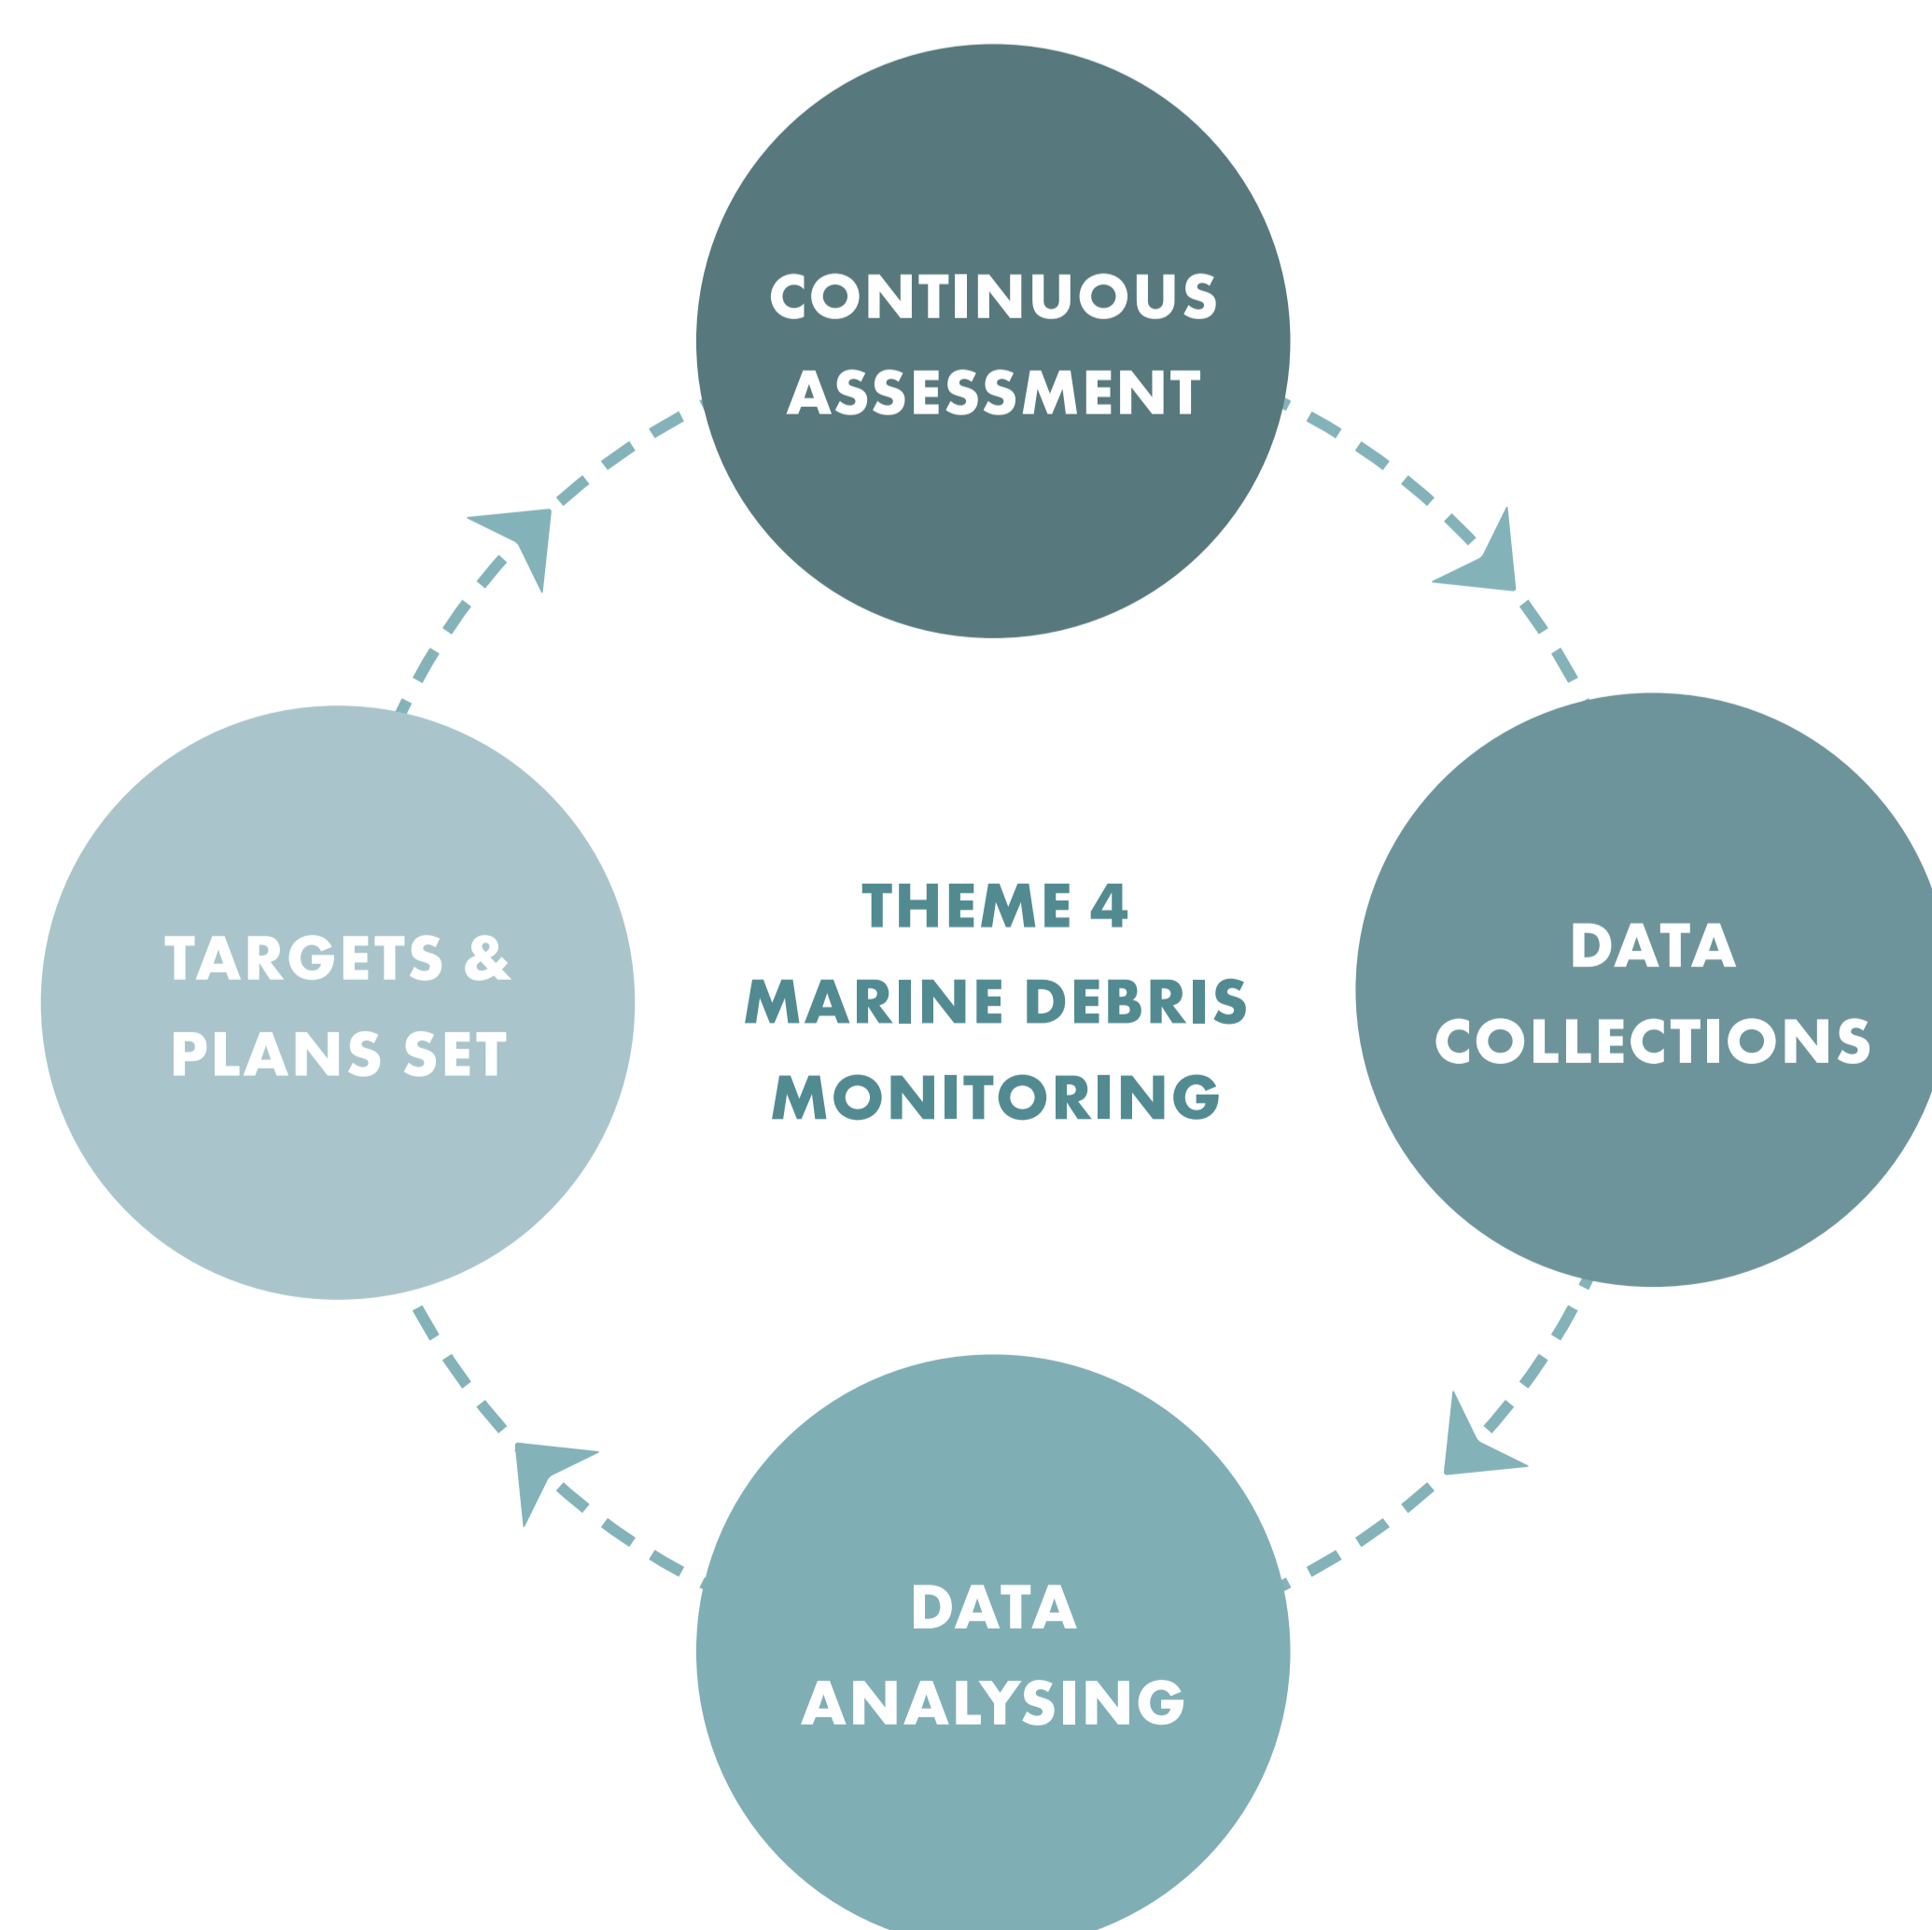 CONTINUOUS
ASSESSMENT
THEME 4
MARINE DEBRIS
MONITORING
TARGETS &
PLANS SET
DATA
COLLECTIONS
DATA
ANALYSING